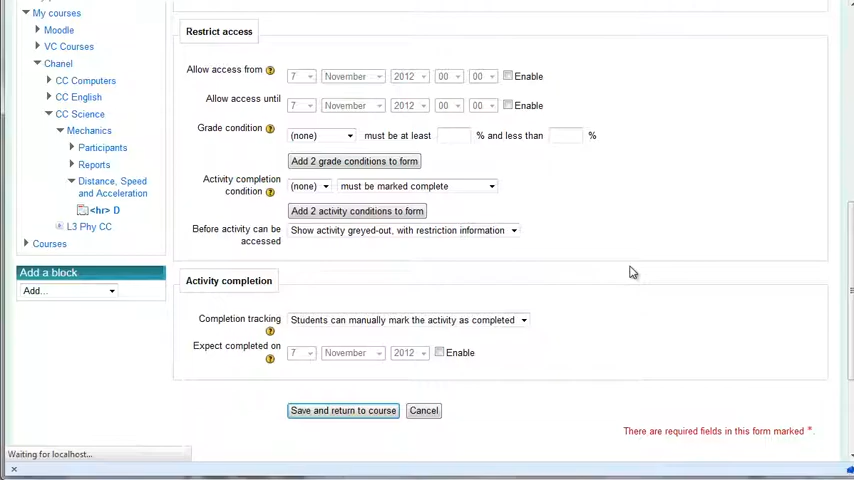 My courses
Moodle
VC Courses
Chanel
CC Computers
CC English
CC Science
Mechanics
Participants
Reports
Distance, Speed
and Acceleration
<hr> D
L3 Phy CC
Courses
Add a block
Add...
Restrict access
Allow access from 7 November 2012 00 00 Enable
Allow access until 7 November 2012 00 00 Enable
Grade condition (none) must be at least % and less than %
Add 2 grade conditions to form
Activity completion
condition (none) must be marked complete
Add 2 activity conditions to form
Before activity can be
accessed Show activity greyed-out, with restriction information
Activity completion
Completion tracking Students can manually mark the activity as completed
Expect completed on 7 November 2012 Enable
Save and return to course Cancel
There are required fields in this form marked *.
Waiting for localhost...